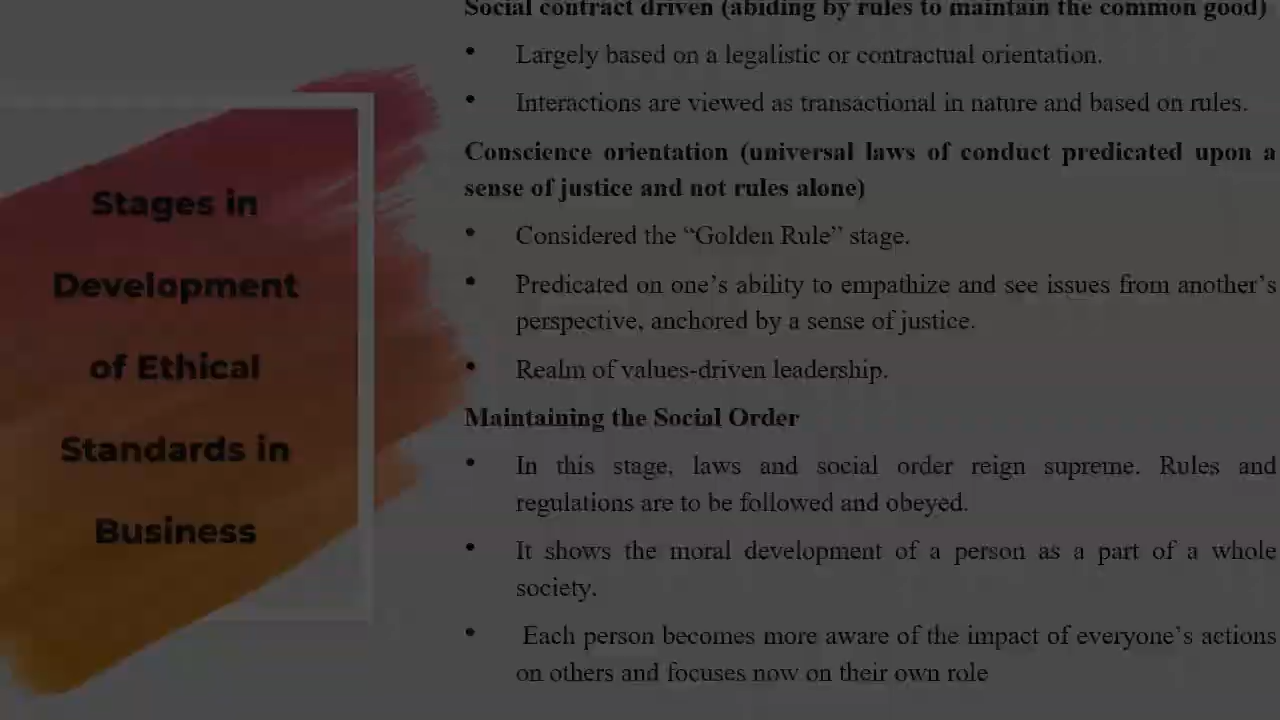 Stages in
Development
of Ethical
Standards in
Business
Social contract driven (abiding by rules to maintain the common good)
• Largely based on a legalistic or contractual orientation.
• Interactions are viewed as transactional in nature and based on rules.
Conscience orientation (universal laws of conduct predicated upon a
sense of justice and not rules alone)
• Considered the “Golden Rule” stage.
• Predicated on one’s ability to empathize and see issues from another’s
perspective, anchored by a sense of justice.
• Realm of values-driven leadership.
Maintaining the Social Order
• In this stage, laws and social order reign supreme. Rules and
regulations are to be followed and obeyed.
• It shows the moral development of a person as a part of a whole
society.
• Each person becomes more aware of the impact of everyone’s actions
on others and focuses now on their own role